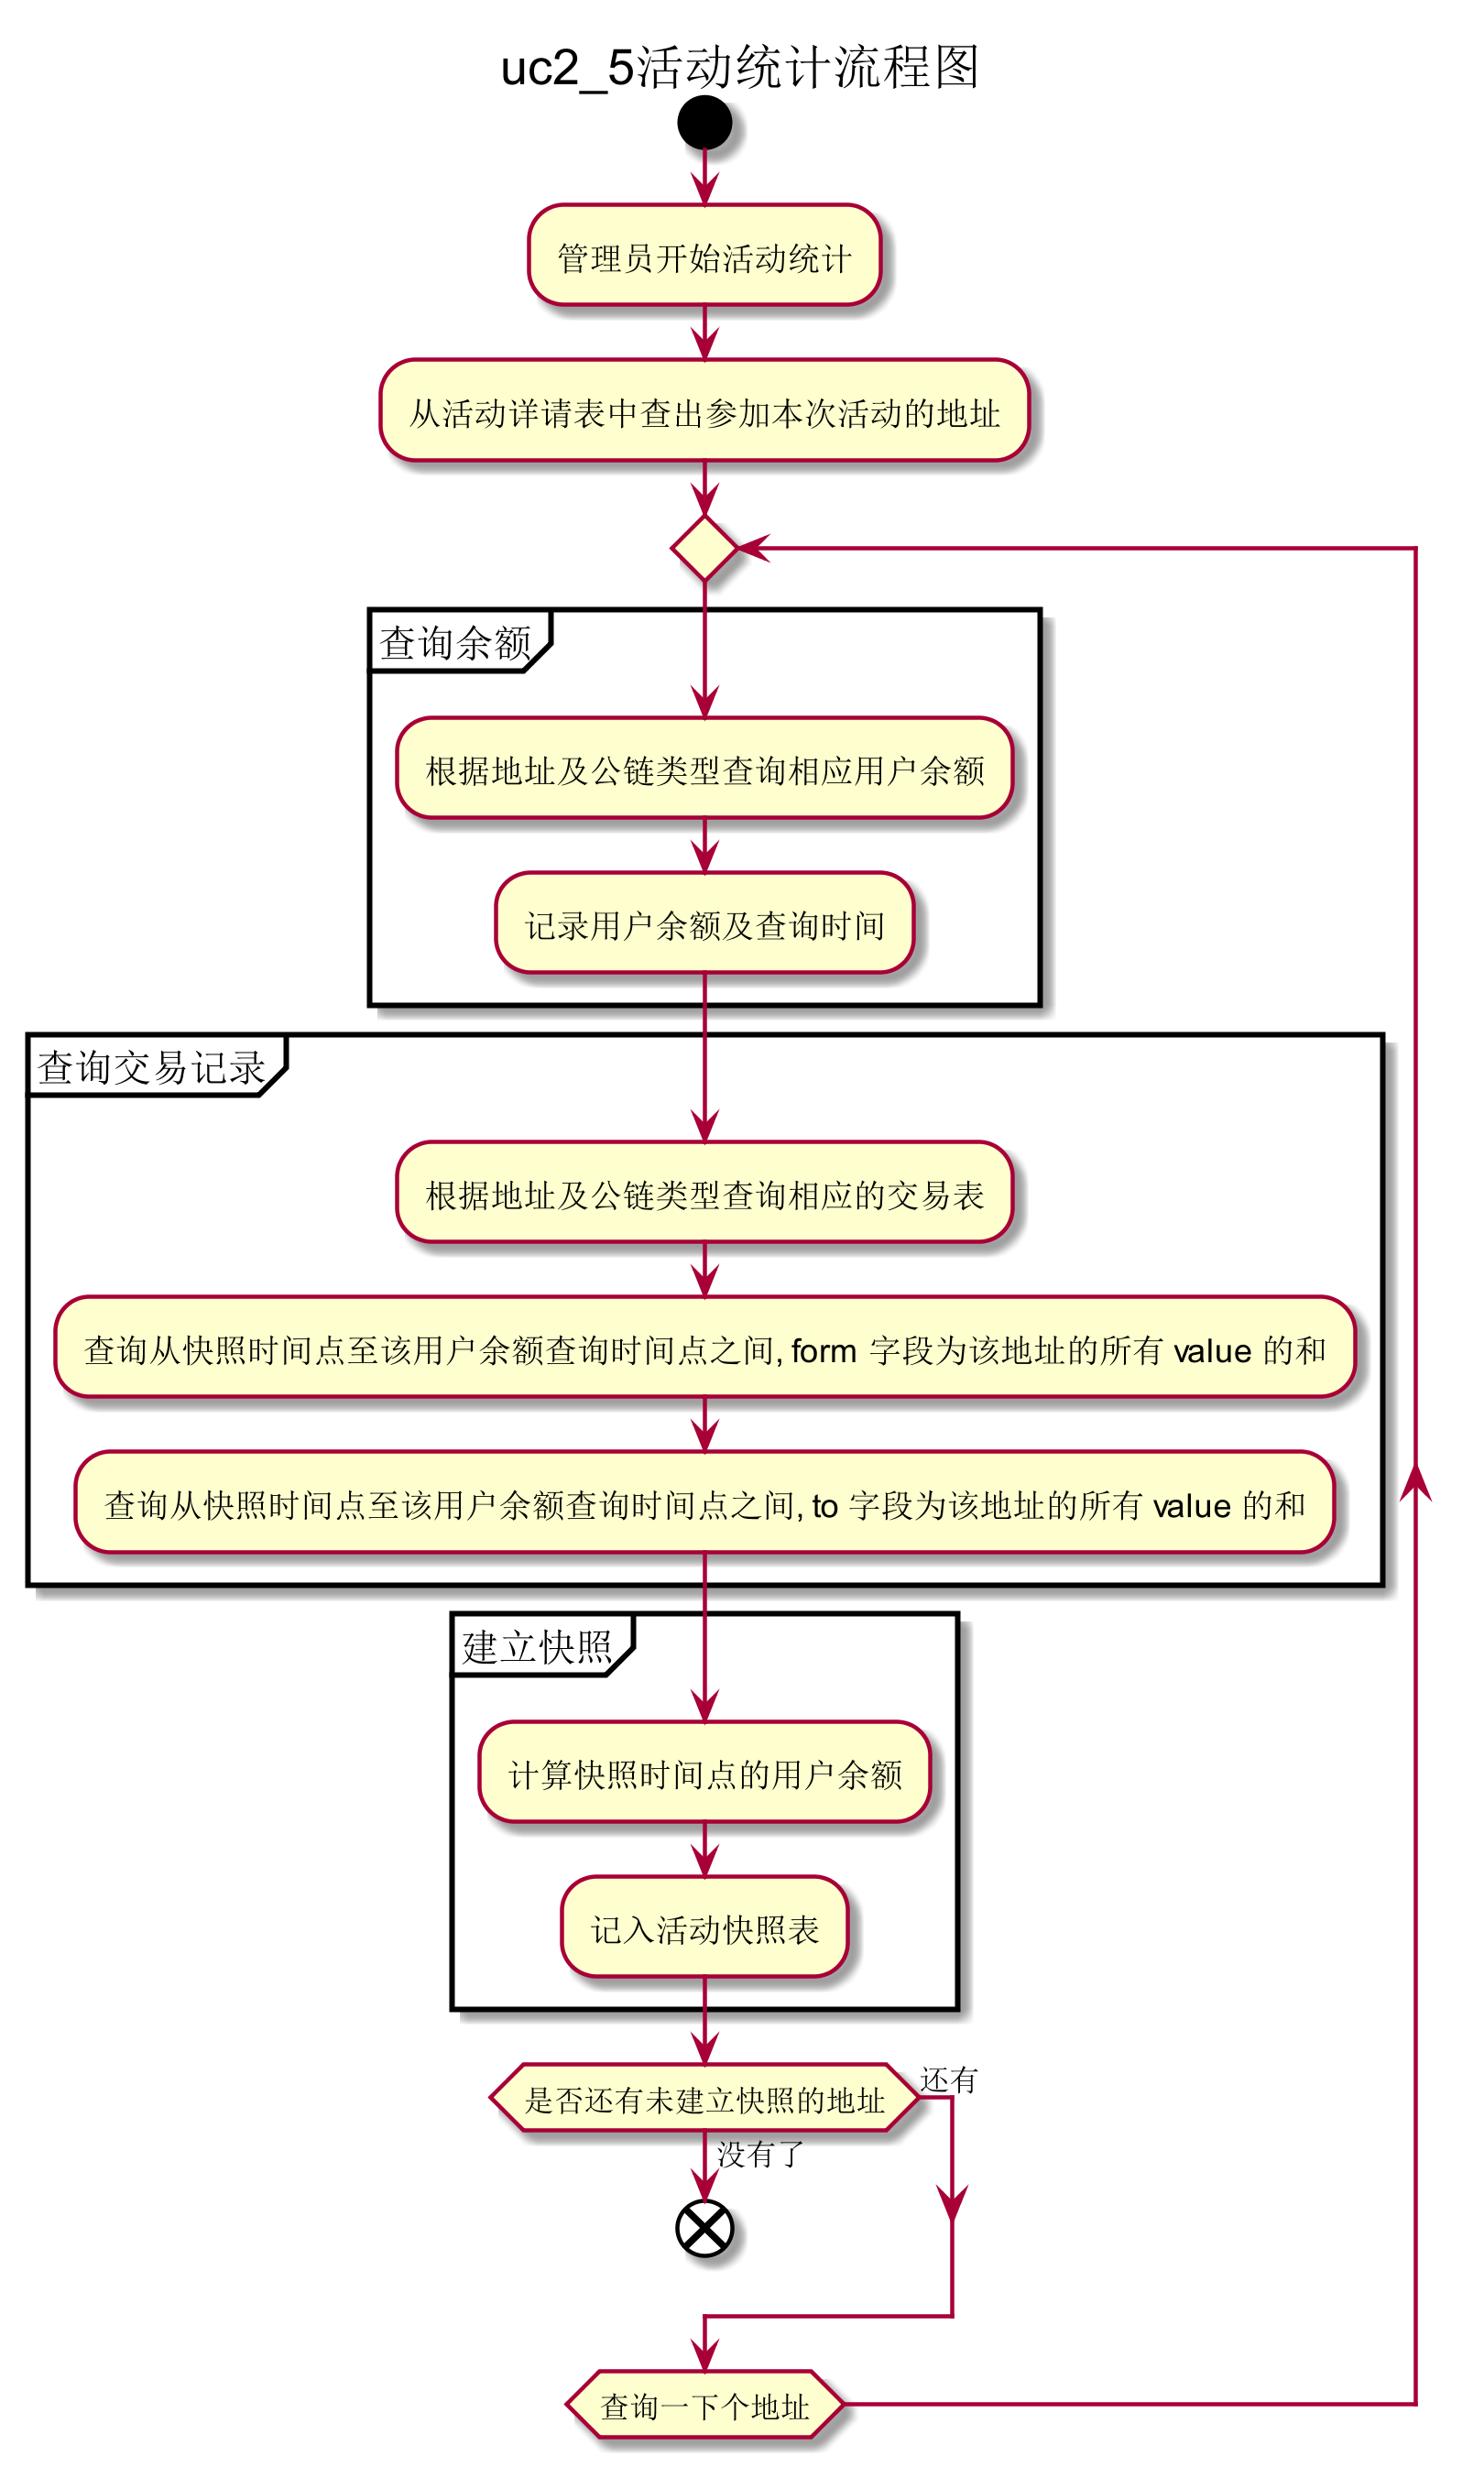 uc2_5活动统计流程图
管理员开始活动统计
从活动详请表中查出参加本次活动的地址
查询余额
根据地址及公链类型查询相应用户余额
记录用户余额及查询时间
查询交易记录
根据地址及公链类型查询相应的交易表
查询从快照时间点至该用户余额查询时间点之间, form 字段为该地址的所有 value 的和
查询从快照时间点至该用户余额查询时间点之间, to 字段为该地址的所有 value 的和
建立快照
计算快照时间点的用户余额
记入活动快照表
是否还有未建立快照的地址
还有
没有了
查询一下个地址